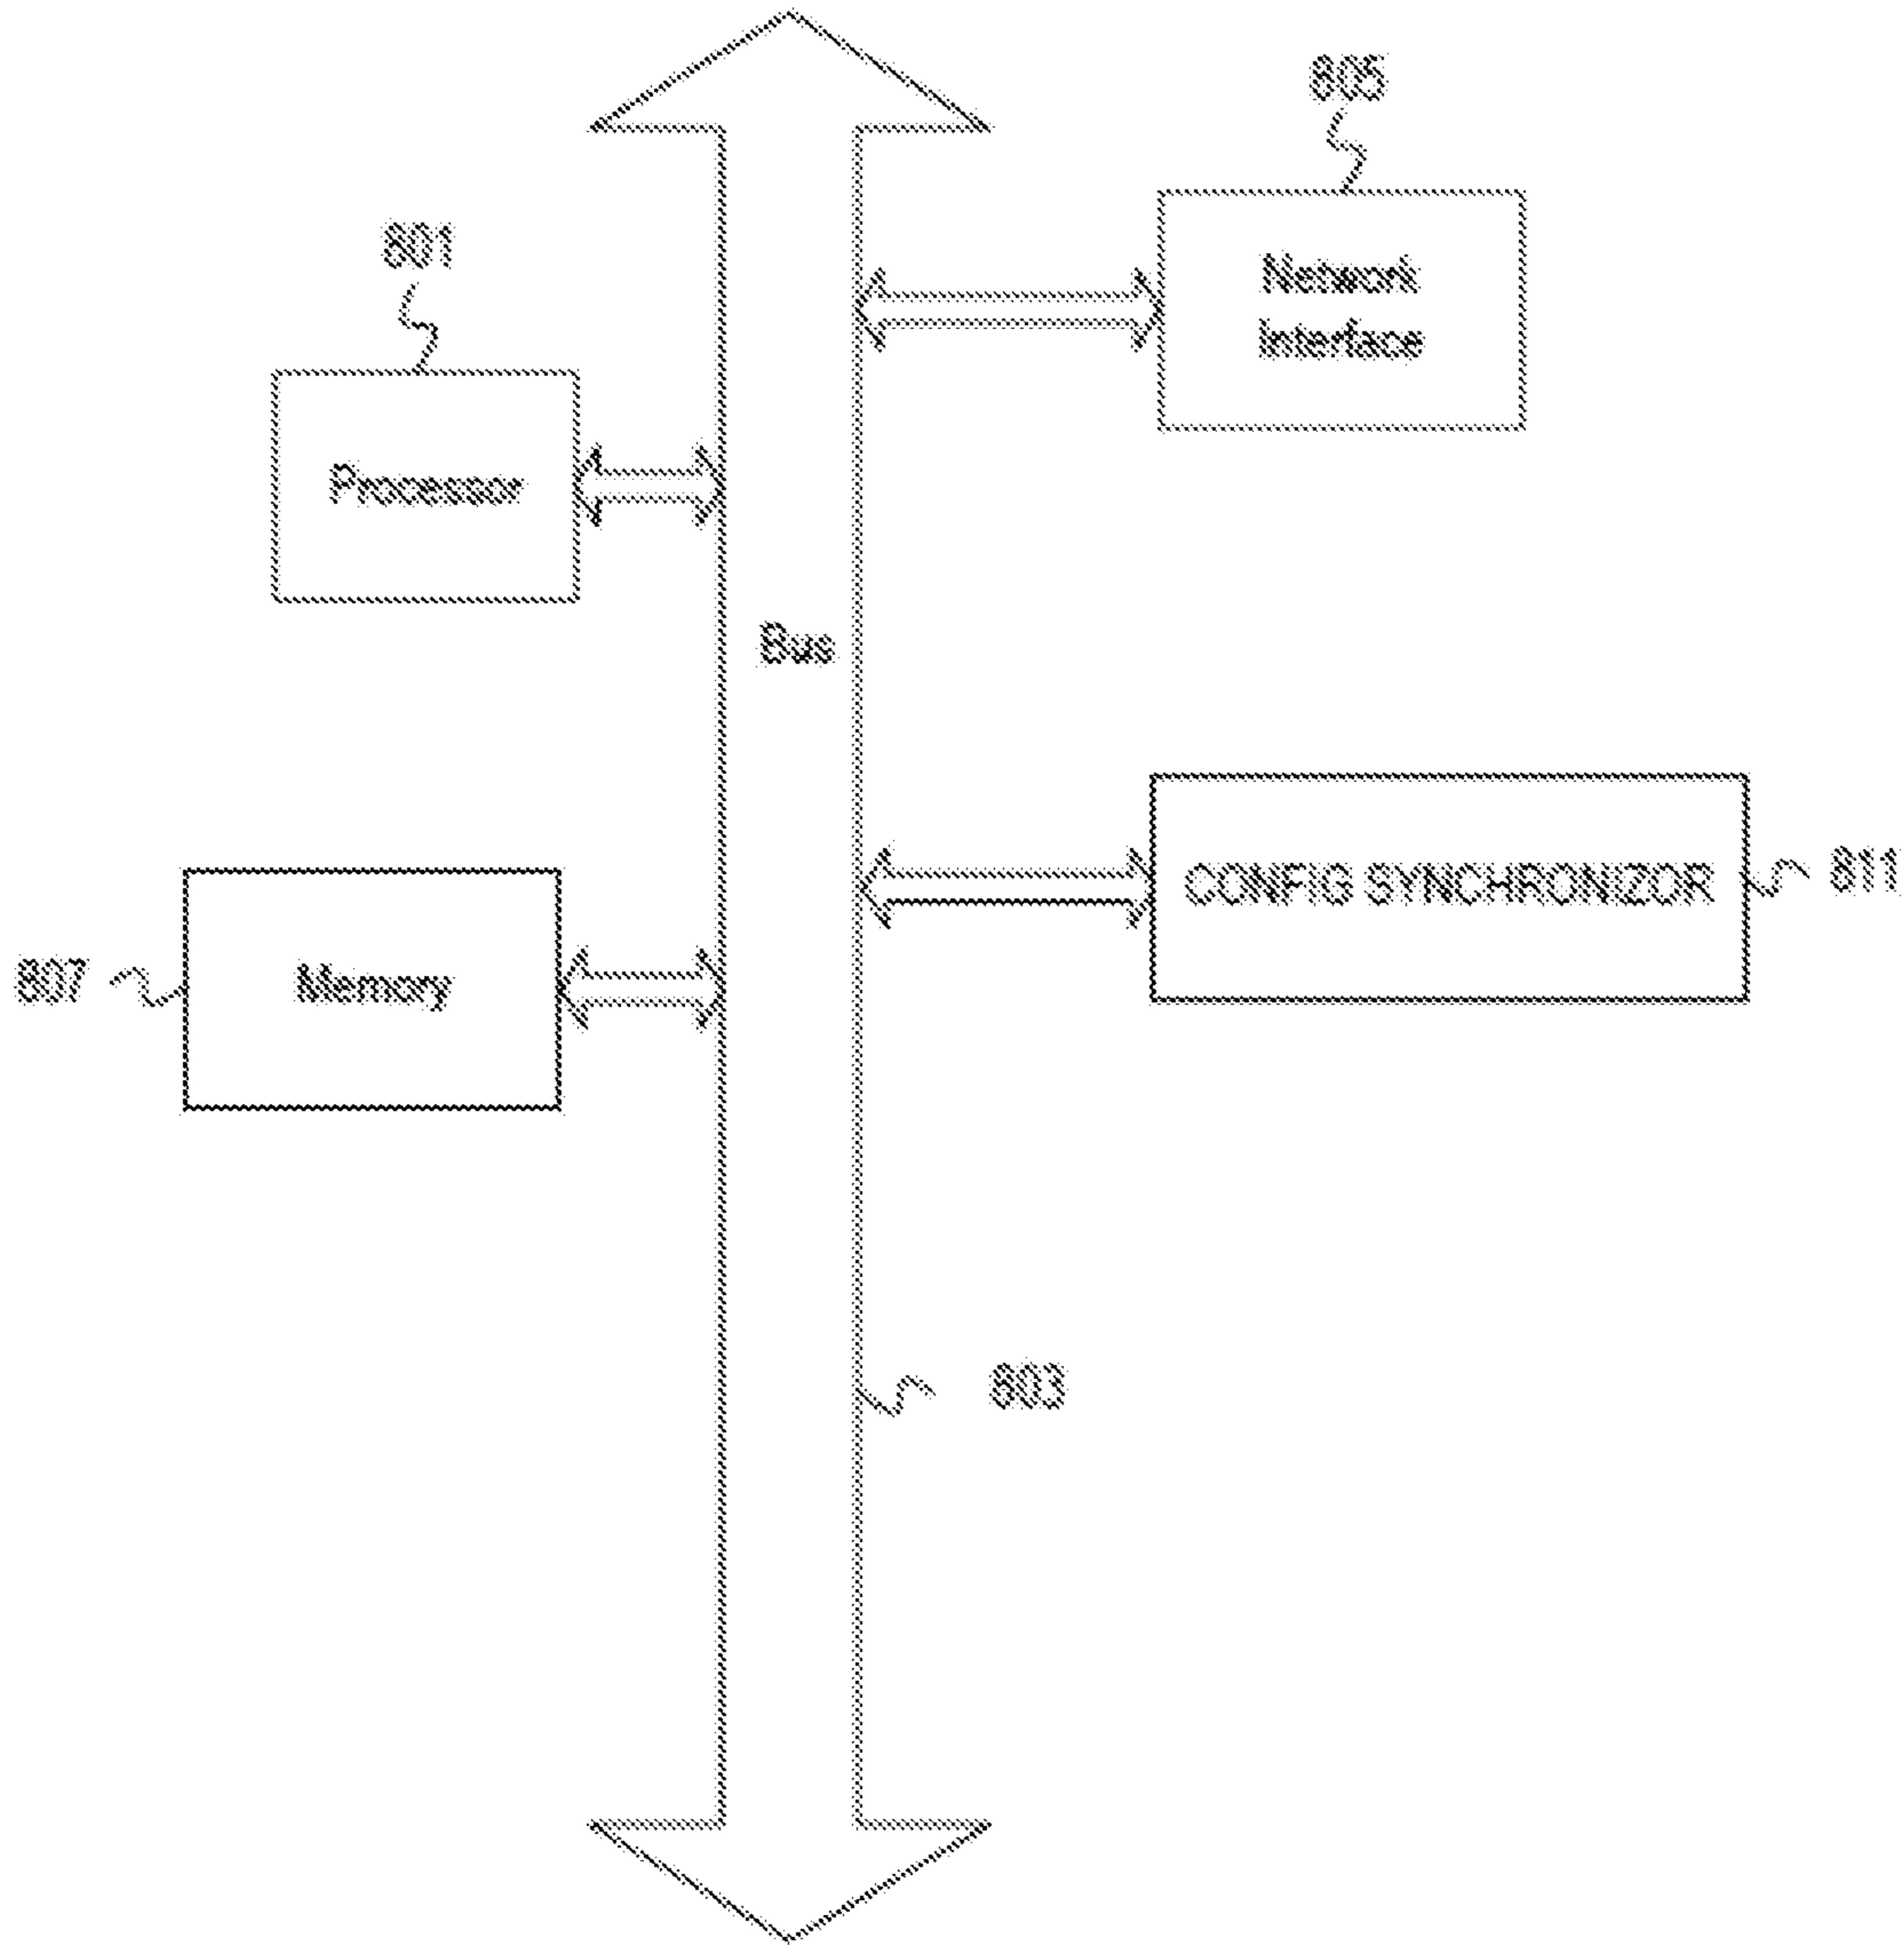 805
801
Network
Interface
Processor
Bus
CONFIG SYNCHRONIZOR
811
807
Memory
803